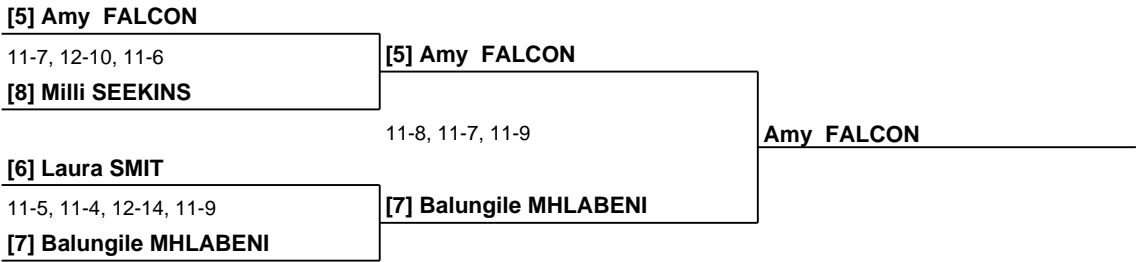 [5] Amy FALCON
11-7, 12-10, 11-6
[8] Milli SEEKINS
[5] Amy FALCON
11-8, 11-7, 11-9
Amy FALCON
[6] Laura SMIT
11-5, 11-4, 12-14, 11-9
[7] Balungile MHLABENI
[7] Balungile MHLABENI